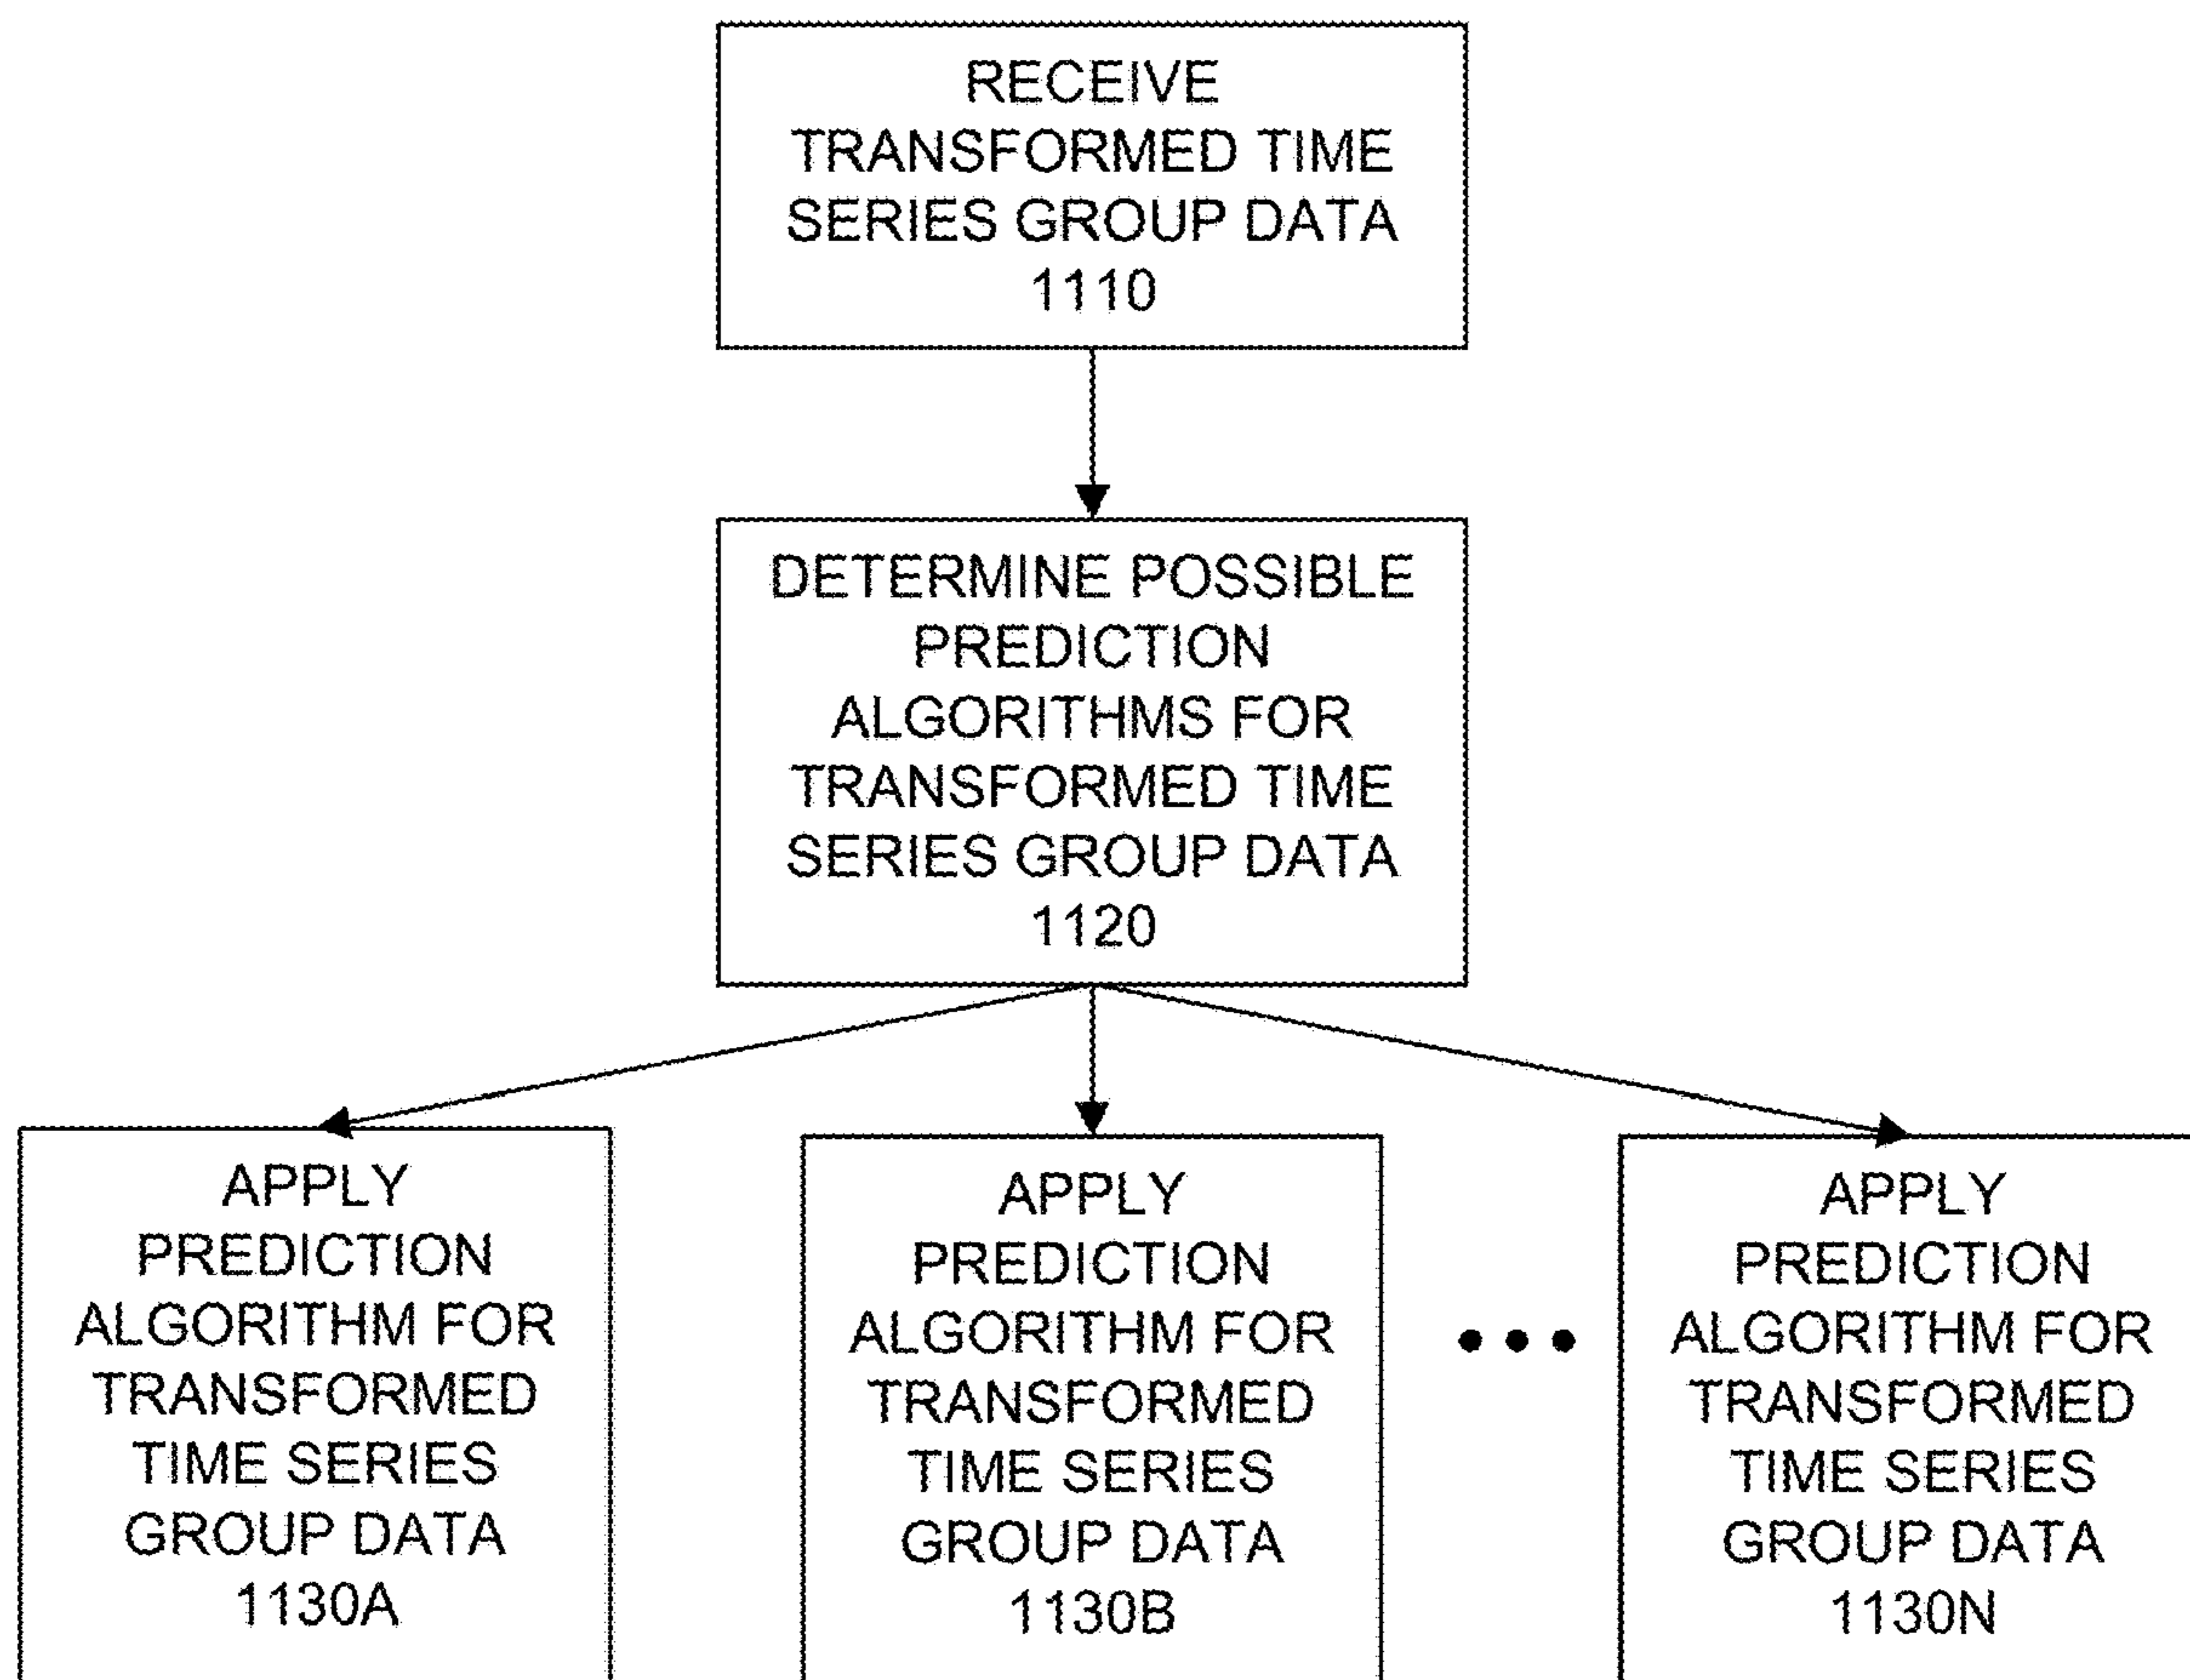 RECEIVE
TRANSFORMED TIME
SERIES GROUP DATA
1110
DETERMINE POSSIBLE
PREDICTION
ALGORITHMS FOR
TRANSFORMED TIME
SERIES GROUP DATA
1120
APPLY
PREDICTION
ALGORITHM FOR
TRANSFORMED
TIME SERIES
GROUP DATA
1130A
APPLY
PREDICTION
ALGORITHM FOR
TRANSFORMED
TIME SERIES
GROUP DATA
1130B
• • •
APPLY
PREDICTION
ALGORITHM FOR
TRANSFORMED
TIME SERIES
GROUP DATA
1130N